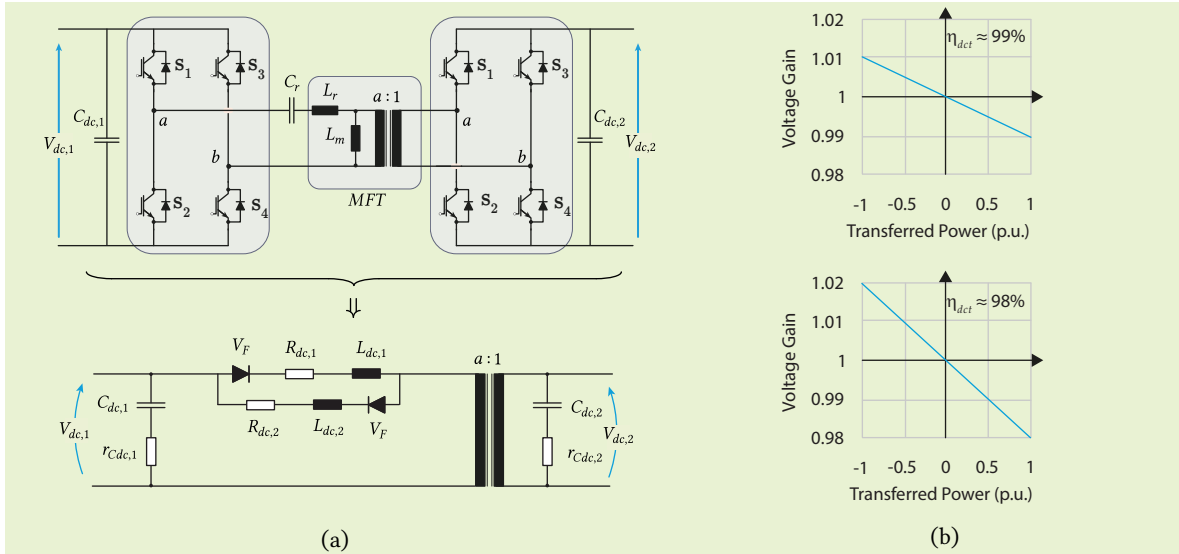 S1
S3
Cr
Lr
a : 1
S1
S3
Cdc,1
a
Lm
a
Cdc,2
Vdc,1
b
b
Vdc,2
S2
S4
MFT
S2
S4
⇓
VF
Rdc,1
Ldc,1
a : 1
Cdc,1
Cdc,2
Rdc,2
Ldc,2
VF
Vdc,1
Vdc,2
rCdc,1
rCdc,2
(a)
1.02
ηdct ≈ 99%
1.01
1
0.99
0.98
Voltage Gain
-1 -0.5 0 0.5 1
Transferred Power (p.u.)
1.02
ηdct ≈ 98%
1.01
1
0.99
0.98
Voltage Gain
-1 -0.5 0 0.5 1
Transferred Power (p.u.)
(b)